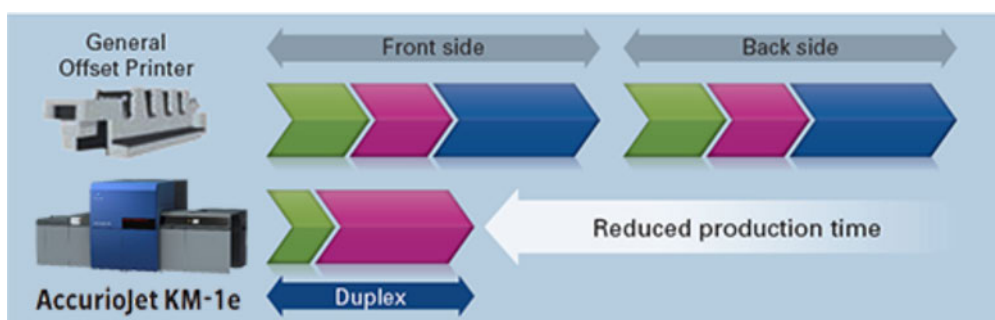 General
Offset Printer
Front side
Back side
Reduced production time
AccurioJet KM-1e
Duplex